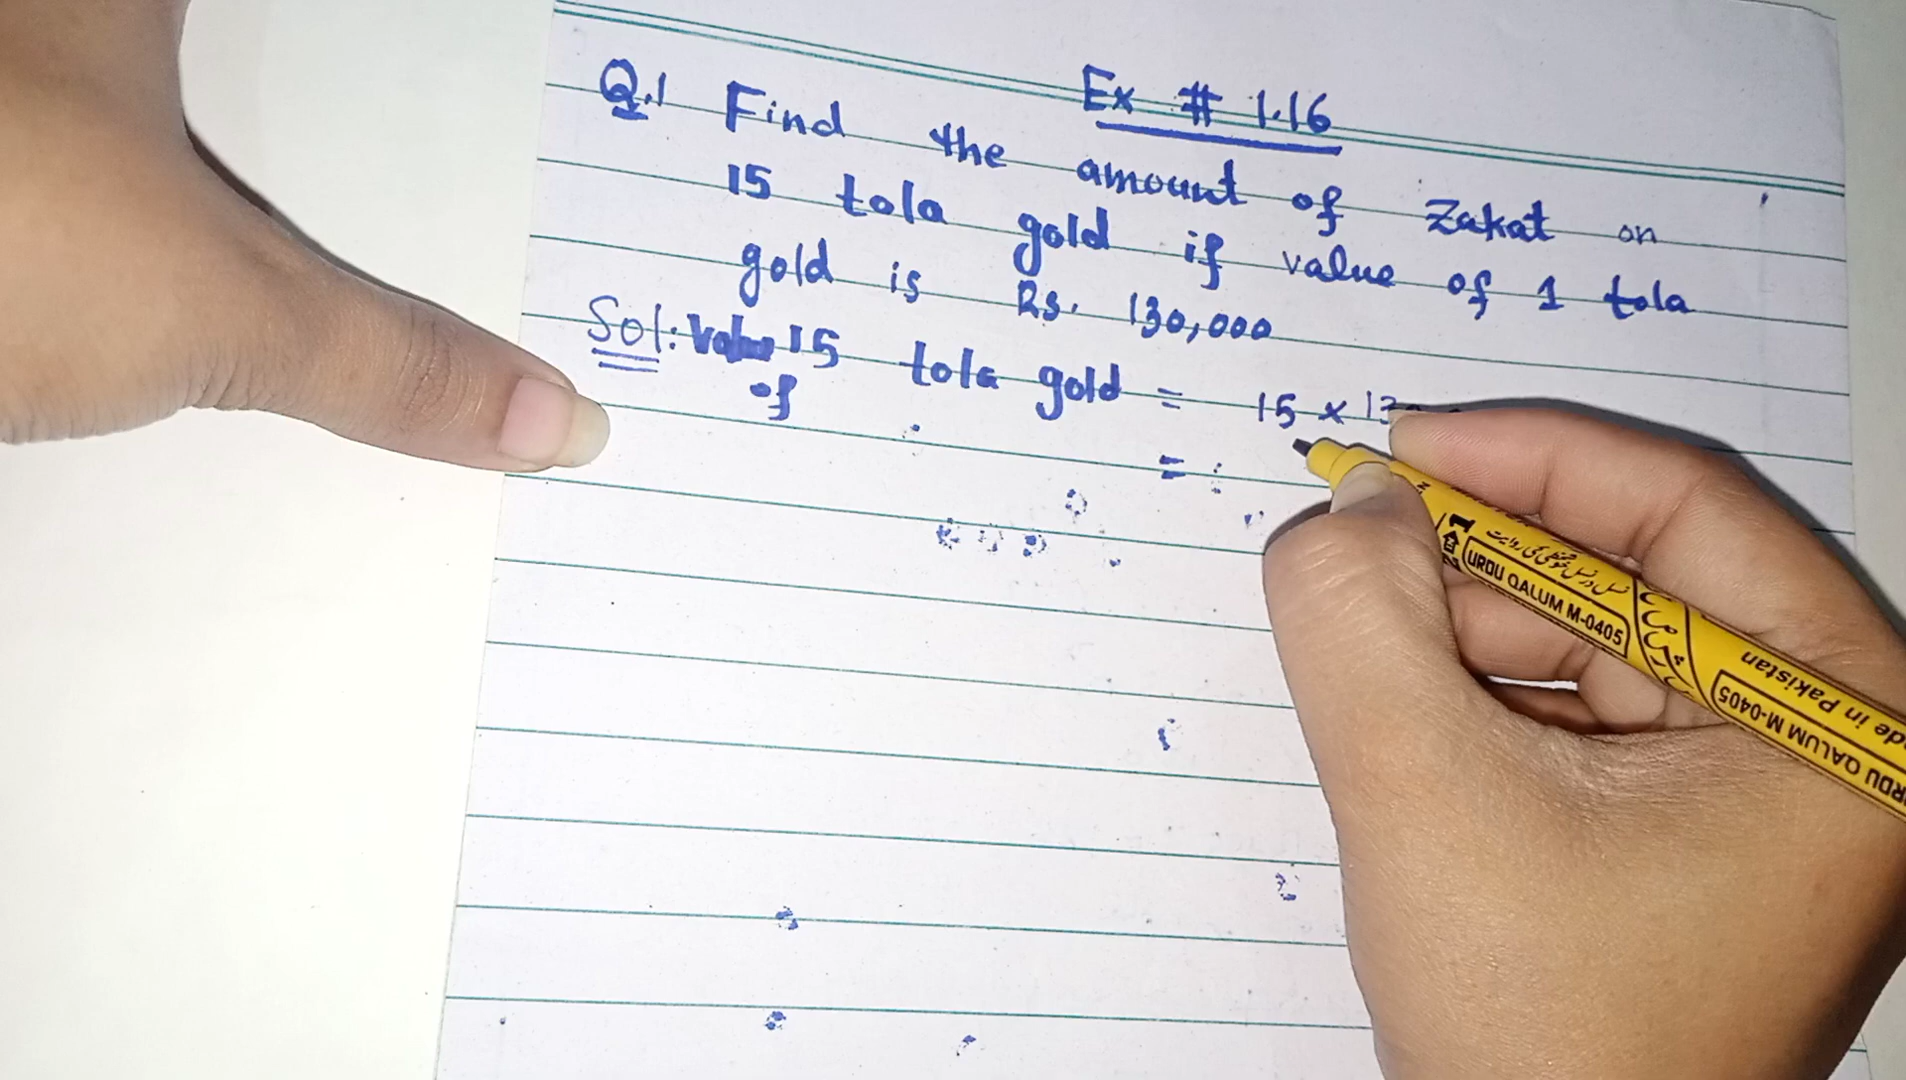 Ex # 1.16
Q.1 Find the amount of Zakat on
15 tola gold if value of 1 tola
gold is Rs. 130,000
Sol: Value 15 tola gold = 15 × 130
of
=
1
URDU QALUM M-0405
de in Pakistan
URDU QALUM M-0405